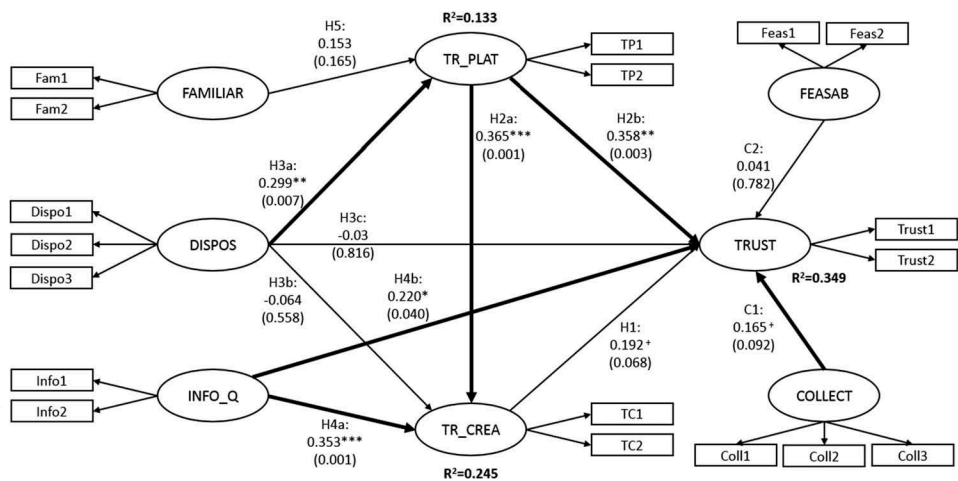 R²=0.133
H5:
0.153
(0.165)
TR_PLAT
TP1
TP2
Feas1
Feas2
Fam1
Fam2
FAMILIAR
FEASAB
H2a:
0.365***
(0.001)
H2b:
0.358**
(0.003)
C2:
0.041
(0.782)
H3a:
0.299**
(0.007)
Dispo1
Dispo2
Dispo3
DISPOS
H3c:
-0.03
(0.816)
TRUST
Trust1
Trust2
R²=0.349
H3b:
-0.064
(0.558)
H4b:
0.220*
(0.040)
H1:
0.192⁺
(0.068)
C1:
0.165⁺
(0.092)
Info1
Info2
INFO_Q
COLLECT
H4a:
0.353***
(0.001)
TR_CREA
TC1
TC2
R²=0.245
Coll1
Coll2
Coll3